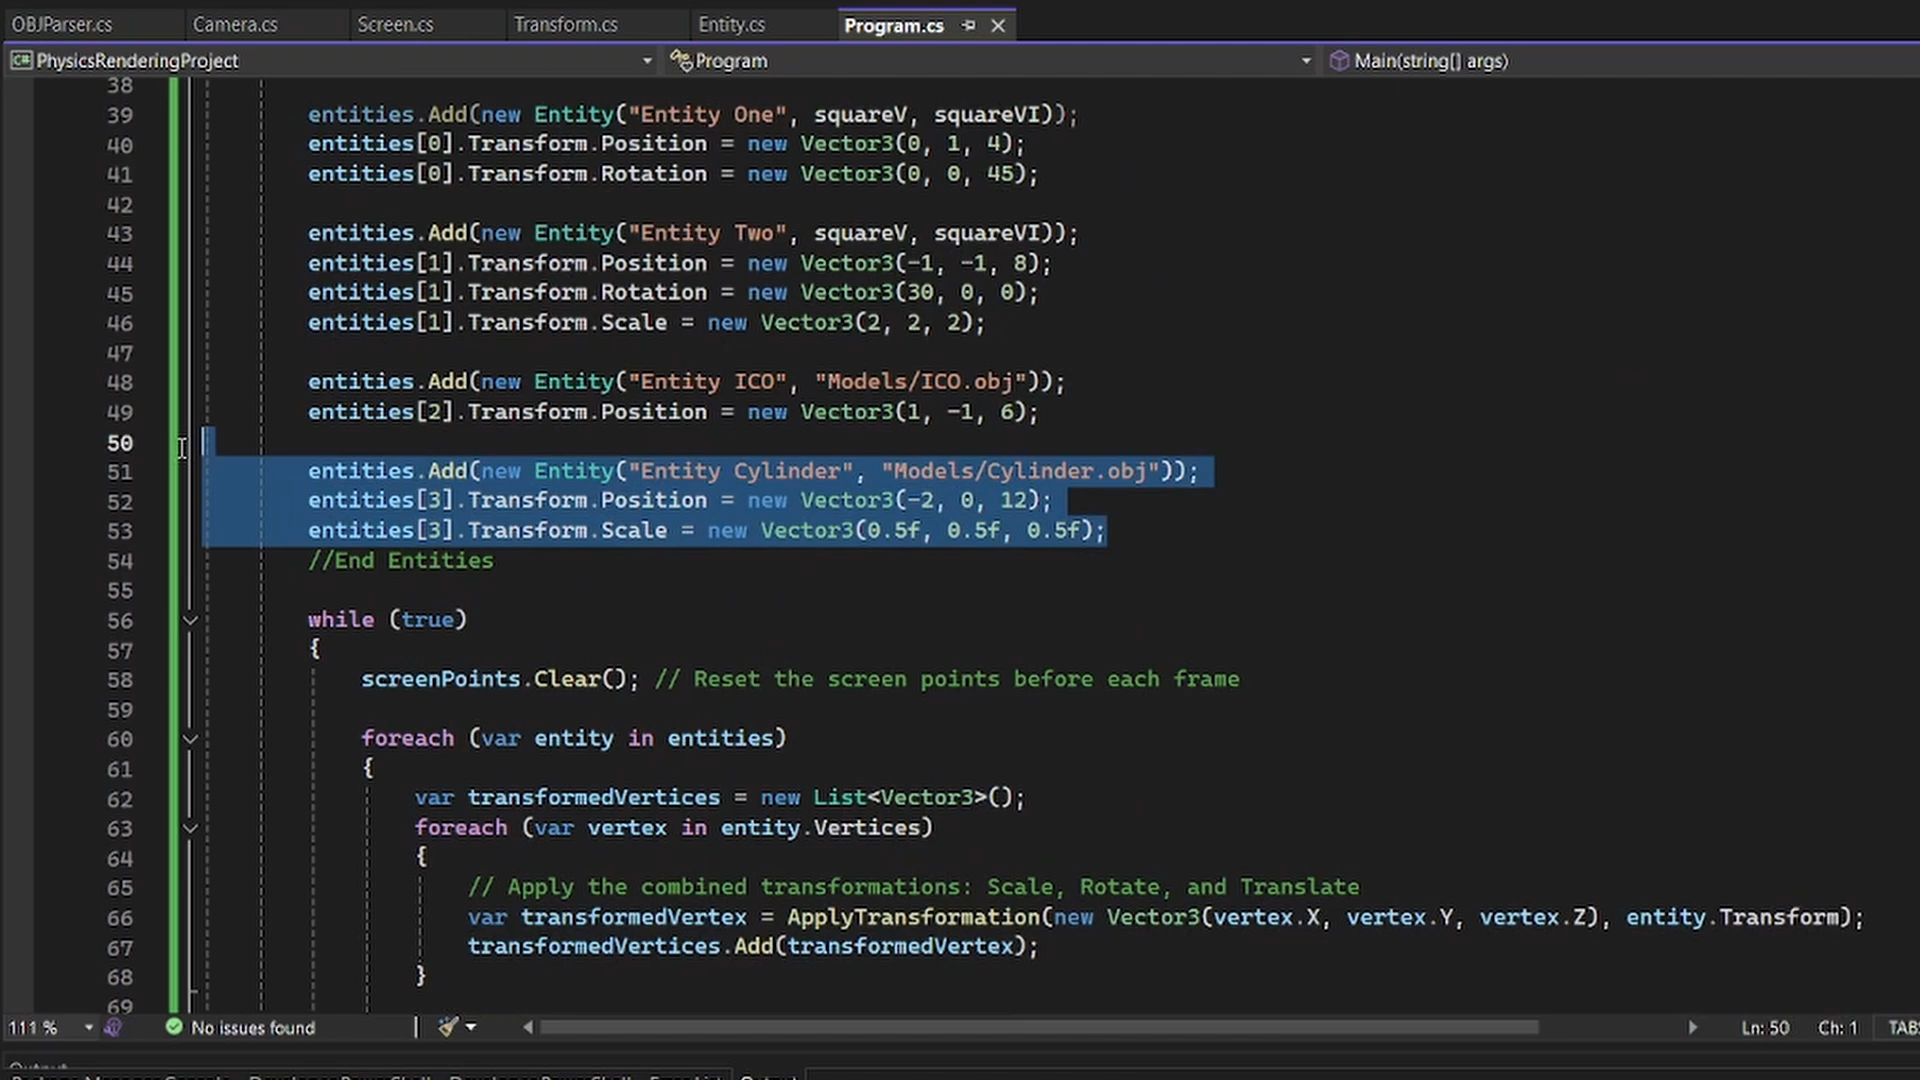 OBJParser.cs Camera.cs Screen.cs Transform.cs Entity.cs Program.cs
PhysicsRenderingProject Program Main(string[] args)
38
39 entities.Add(new Entity("Entity One", squareV, squareVI));
40 entities[0].Transform.Position = new Vector3(0, 1, 4);
41 entities[0].Transform.Rotation = new Vector3(0, 0, 45);
42
43 entities.Add(new Entity("Entity Two", squareV, squareVI));
44 entities[1].Transform.Position = new Vector3(-1, -1, 8);
45 entities[1].Transform.Rotation = new Vector3(30, 0, 0);
46 entities[1].Transform.Scale = new Vector3(2, 2, 2);
47
48 entities.Add(new Entity("Entity ICO", "Models/ICO.obj"));
49 entities[2].Transform.Position = new Vector3(1, -1, 6);
50
51 entities.Add(new Entity("Entity Cylinder", "Models/Cylinder.obj"));
52 entities[3].Transform.Position = new Vector3(-2, 0, 12);
53 entities[3].Transform.Scale = new Vector3(0.5f, 0.5f, 0.5f);
54 //End Entities
55
56 while (true)
57 {
58 screenPoints.Clear(); // Reset the screen points before each frame
59
60 foreach (var entity in entities)
61 {
62 var transformedVertices = new List<Vector3>();
63 foreach (var vertex in entity.Vertices)
64 {
65 // Apply the combined transformations: Scale, Rotate, and Translate
66 var transformedVertex = ApplyTransformation(new Vector3(vertex.X, vertex.Y, vertex.Z), entity.Transform);
67 transformedVertices.Add(transformedVertex);
68 }
69
111 % No issues found Ln: 50 Ch: 1 TABS